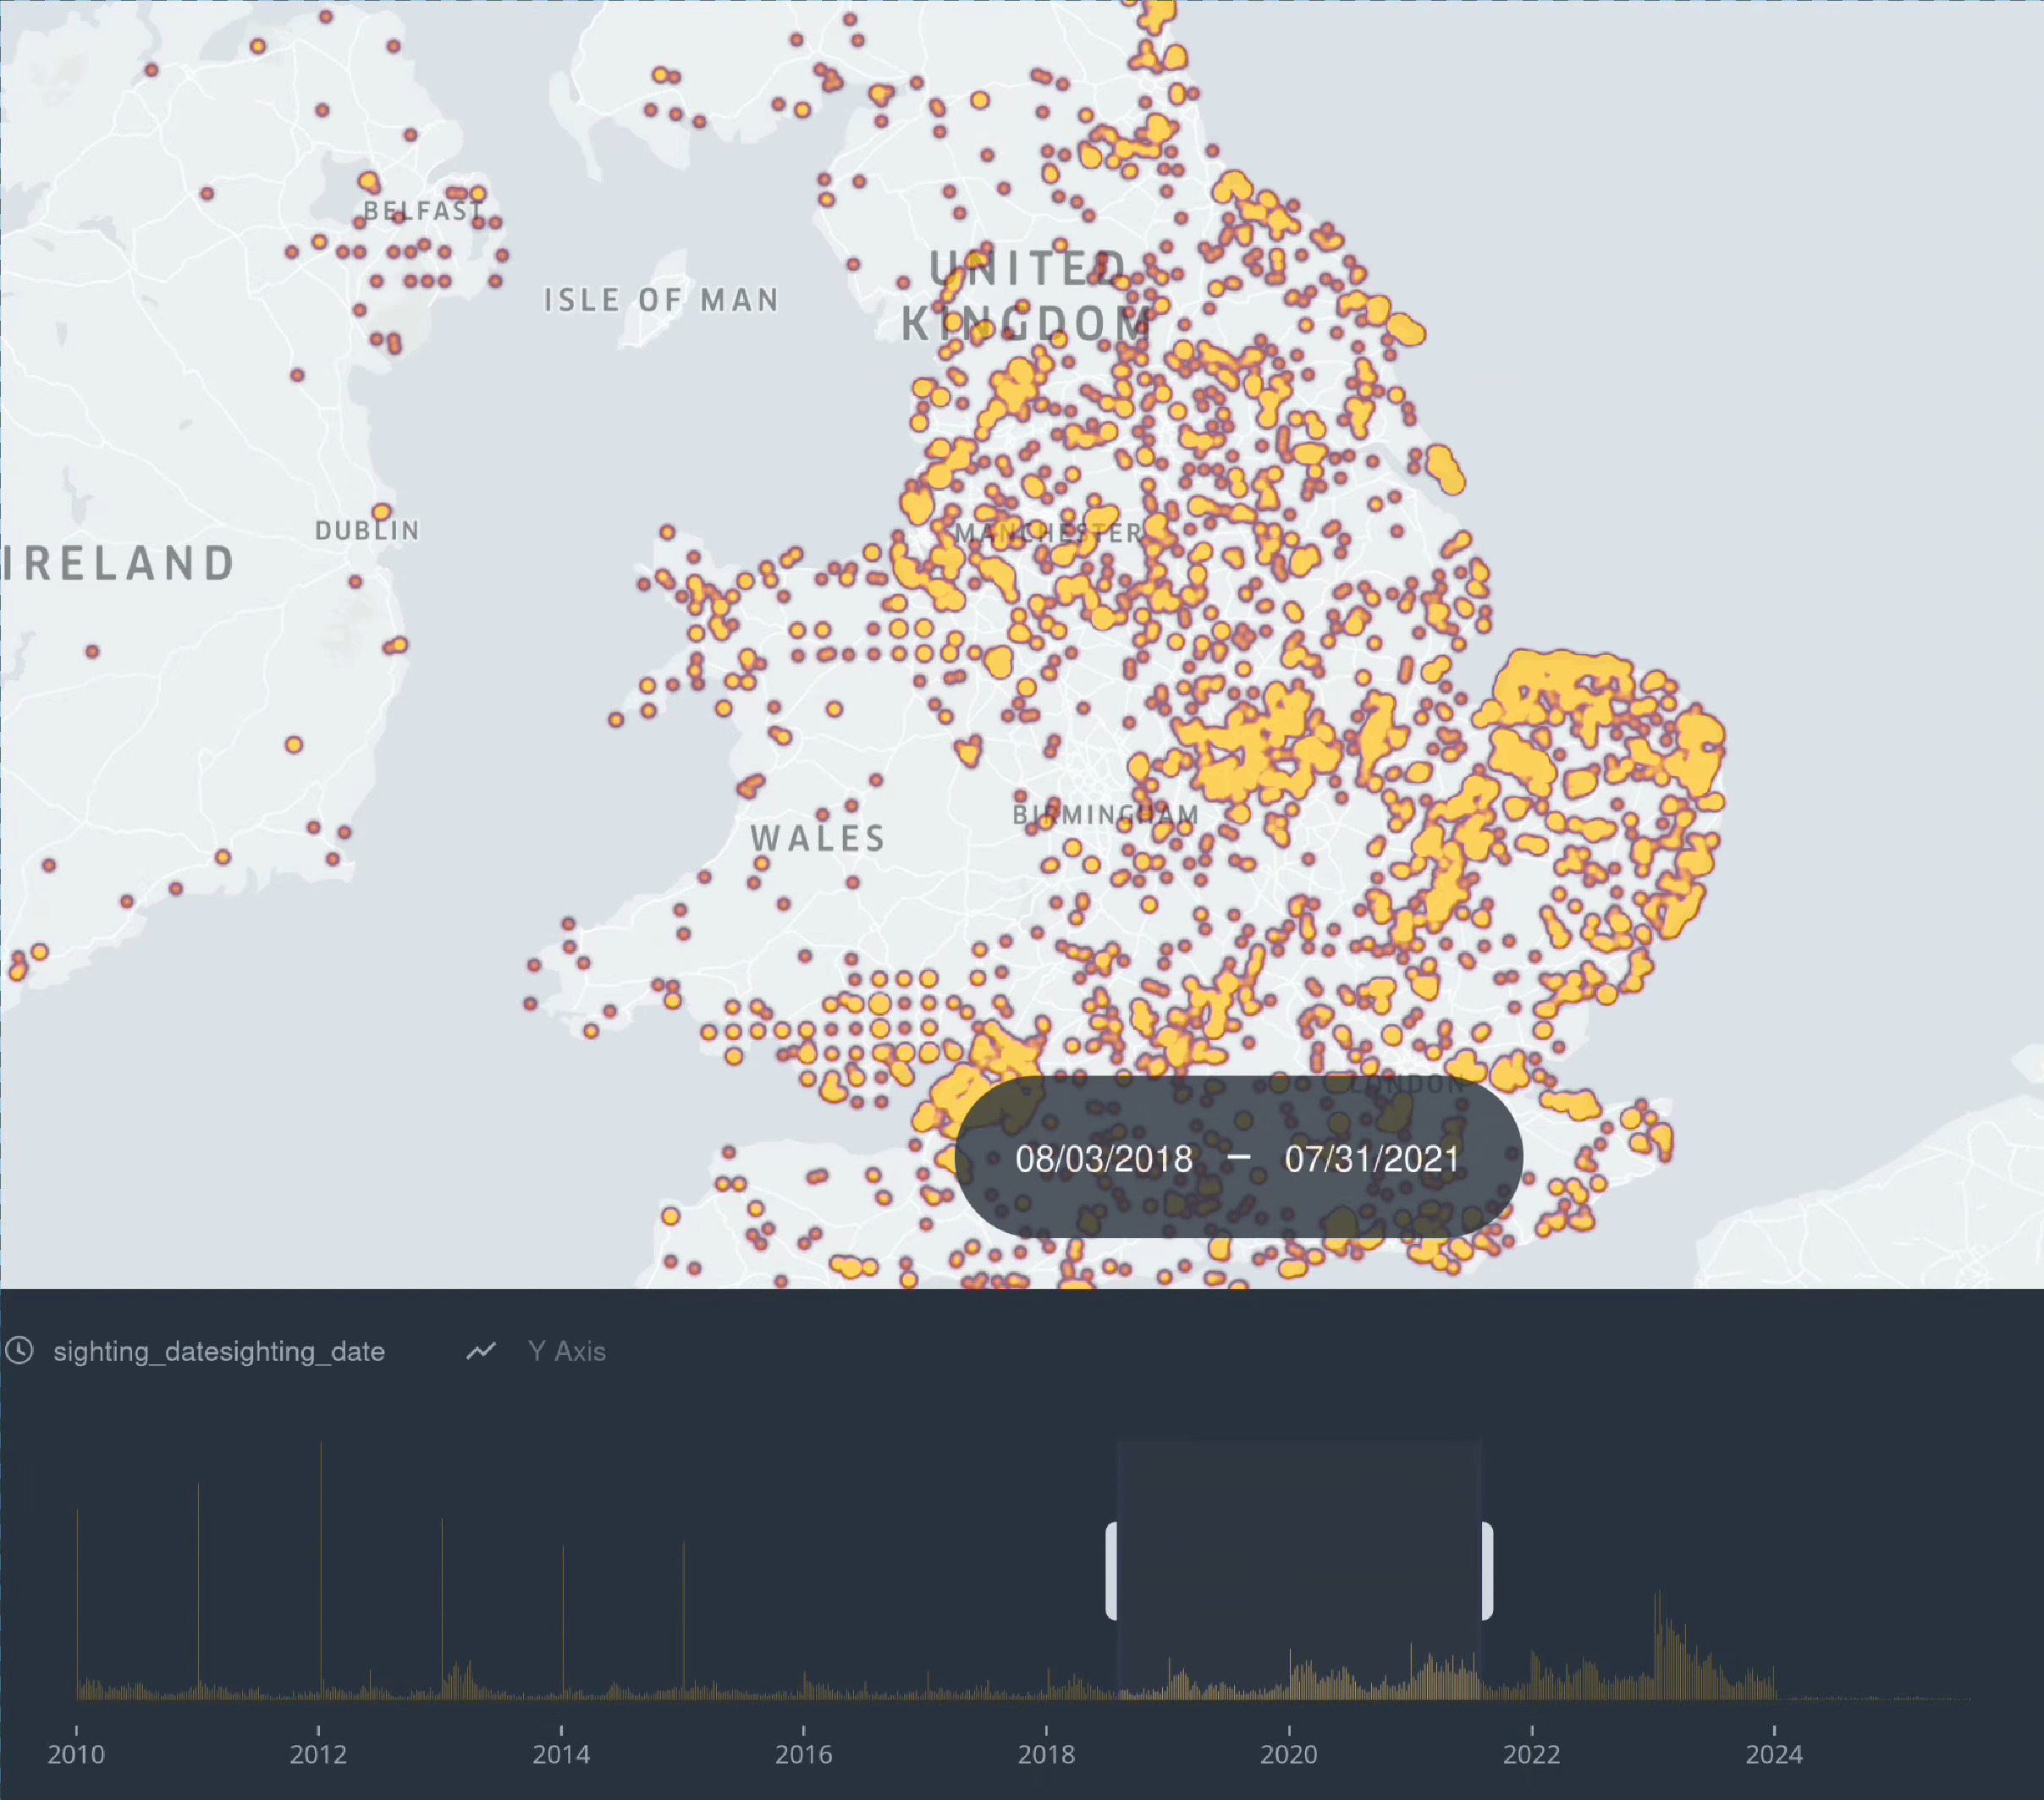 BELFAST
UNITED
KINGDOM
ISLE OF MAN
DUBLIN
MANCHESTER
IRELAND
BIRMINGHAM
WALES
LONDON
08/03/2018 – 07/31/2021
sighting_datesighting_date Y Axis
2010 2012 2014 2016 2018 2020 2022 2024